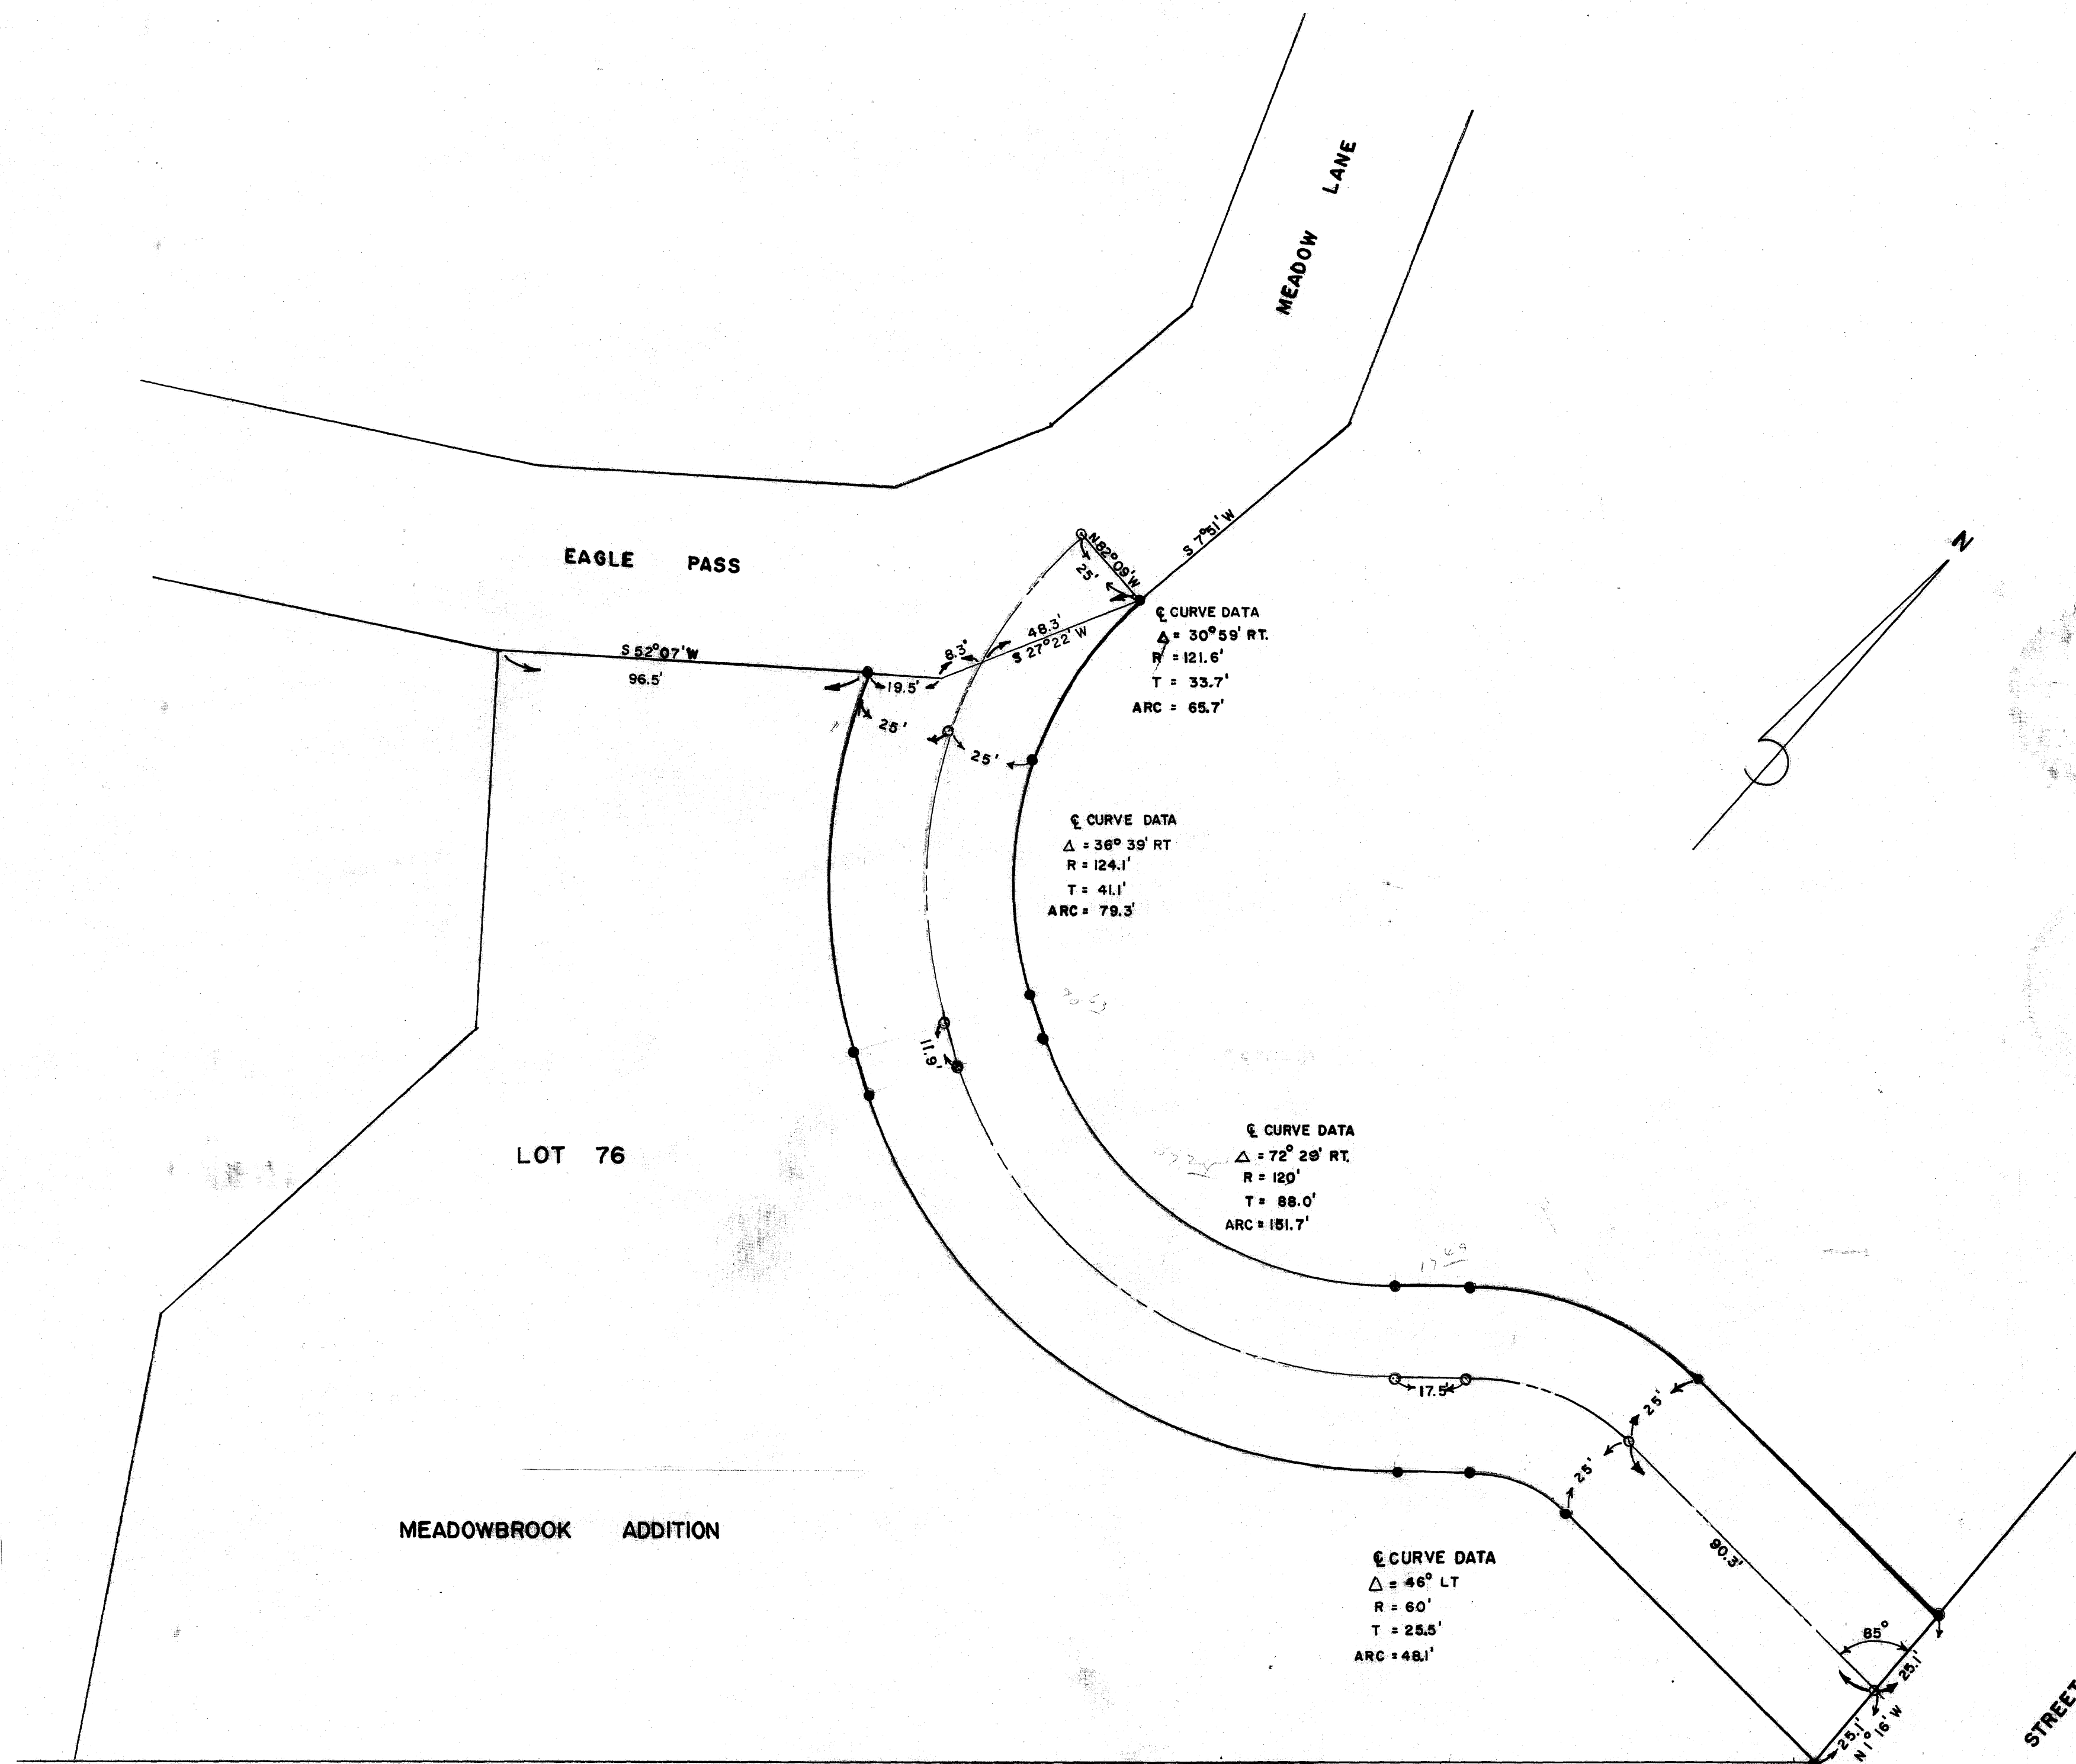 MEADOW LANE
N
EAGLE PASS
N 82°09' W
25'
S 7°51' W
48.3'
S 27°22' W
8.3'
S 52°07' W
96.5'
19.5'
25'
25'
℄ CURVE DATA
Δ = 30°59' RT.
R = 121.6'
T = 33.7'
ARC = 65.7'
℄ CURVE DATA
Δ = 36° 39' RT
R = 124.1'
T = 41.1'
ARC = 79.3'
11.9'
LOT 76
℄ CURVE DATA
Δ = 72° 29' RT.
R = 120'
T = 88.0'
ARC = 151.7'
17.5'
25'
25'
MEADOWBROOK ADDITION
℄ CURVE DATA
Δ = 46° LT
R = 60'
T = 25.5'
ARC = 48.1'
90.3'
85°
25.1'
25.1'
N 1° 16' W
STREET